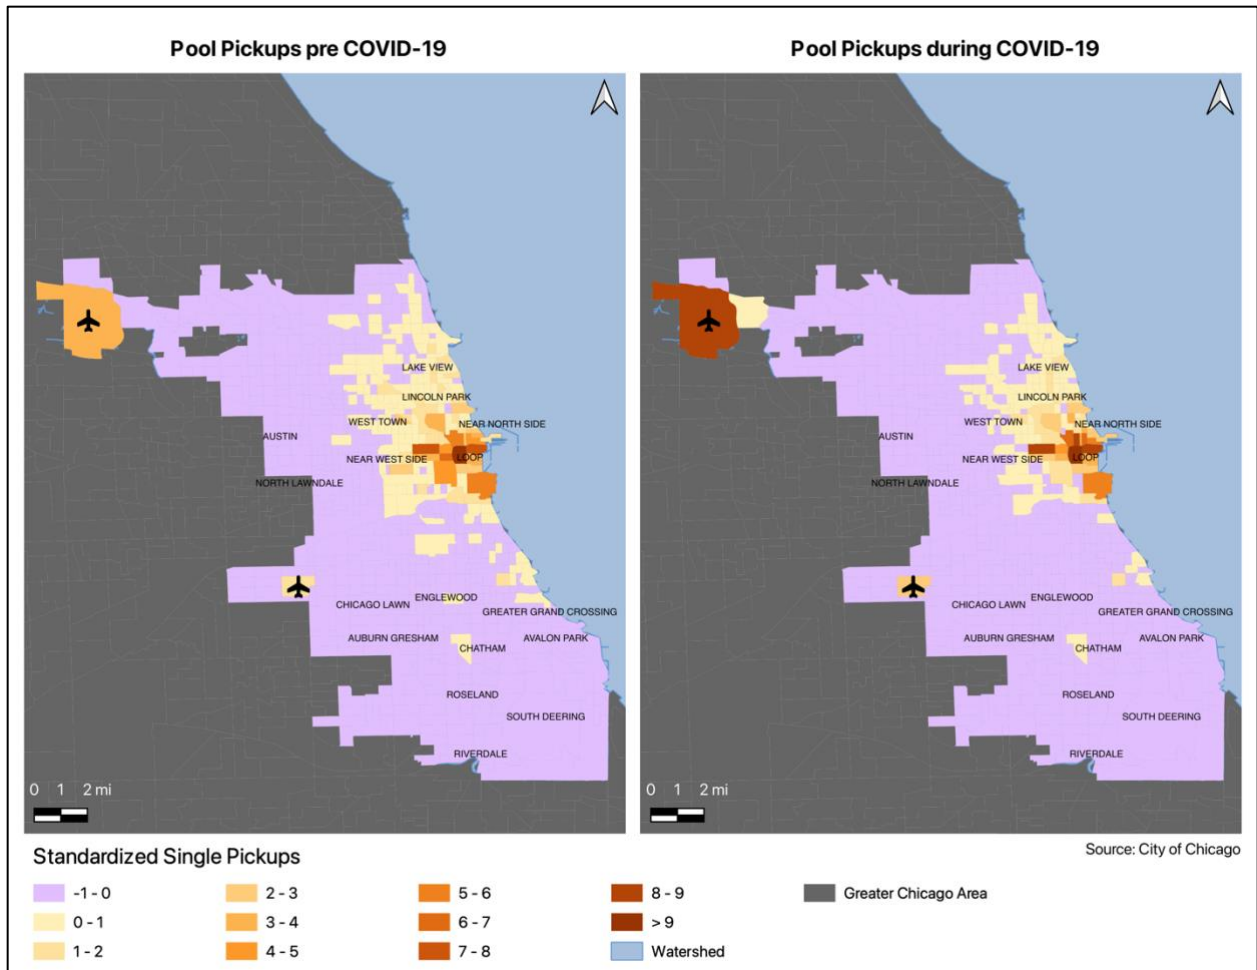 Pool Pickups pre COVID-19
LAKE VIEW
LINCOLN PARK
WEST TOWN
NEAR NORTH SIDE
AUSTIN
NEAR WEST SIDE
LOOP
NORTH LAWNDALE
ENGLEWOOD
CHICAGO LAWN
GREATER GRAND CROSSING
AUBURN GRESHAM
AVALON PARK
CHATHAM
ROSELAND
SOUTH DEERING
RIVERDALE
0 1 2 mi
Pool Pickups during COVID-19
LAKE VIEW
LINCOLN PARK
WEST TOWN
NEAR NORTH SIDE
AUSTIN
NEAR WEST SIDE
LOOP
NORTH LAWNDALE
ENGLEWOOD
CHICAGO LAWN
GREATER GRAND CROSSING
AUBURN GRESHAM
AVALON PARK
CHATHAM
ROSELAND
SOUTH DEERING
RIVERDALE
0 1 2 mi
Source: City of Chicago
Standardized Single Pickups
-1 - 0
0 - 1
1 - 2
2 - 3
3 - 4
4 - 5
5 - 6
6 - 7
7 - 8
8 - 9
> 9
Watershed
Greater Chicago Area